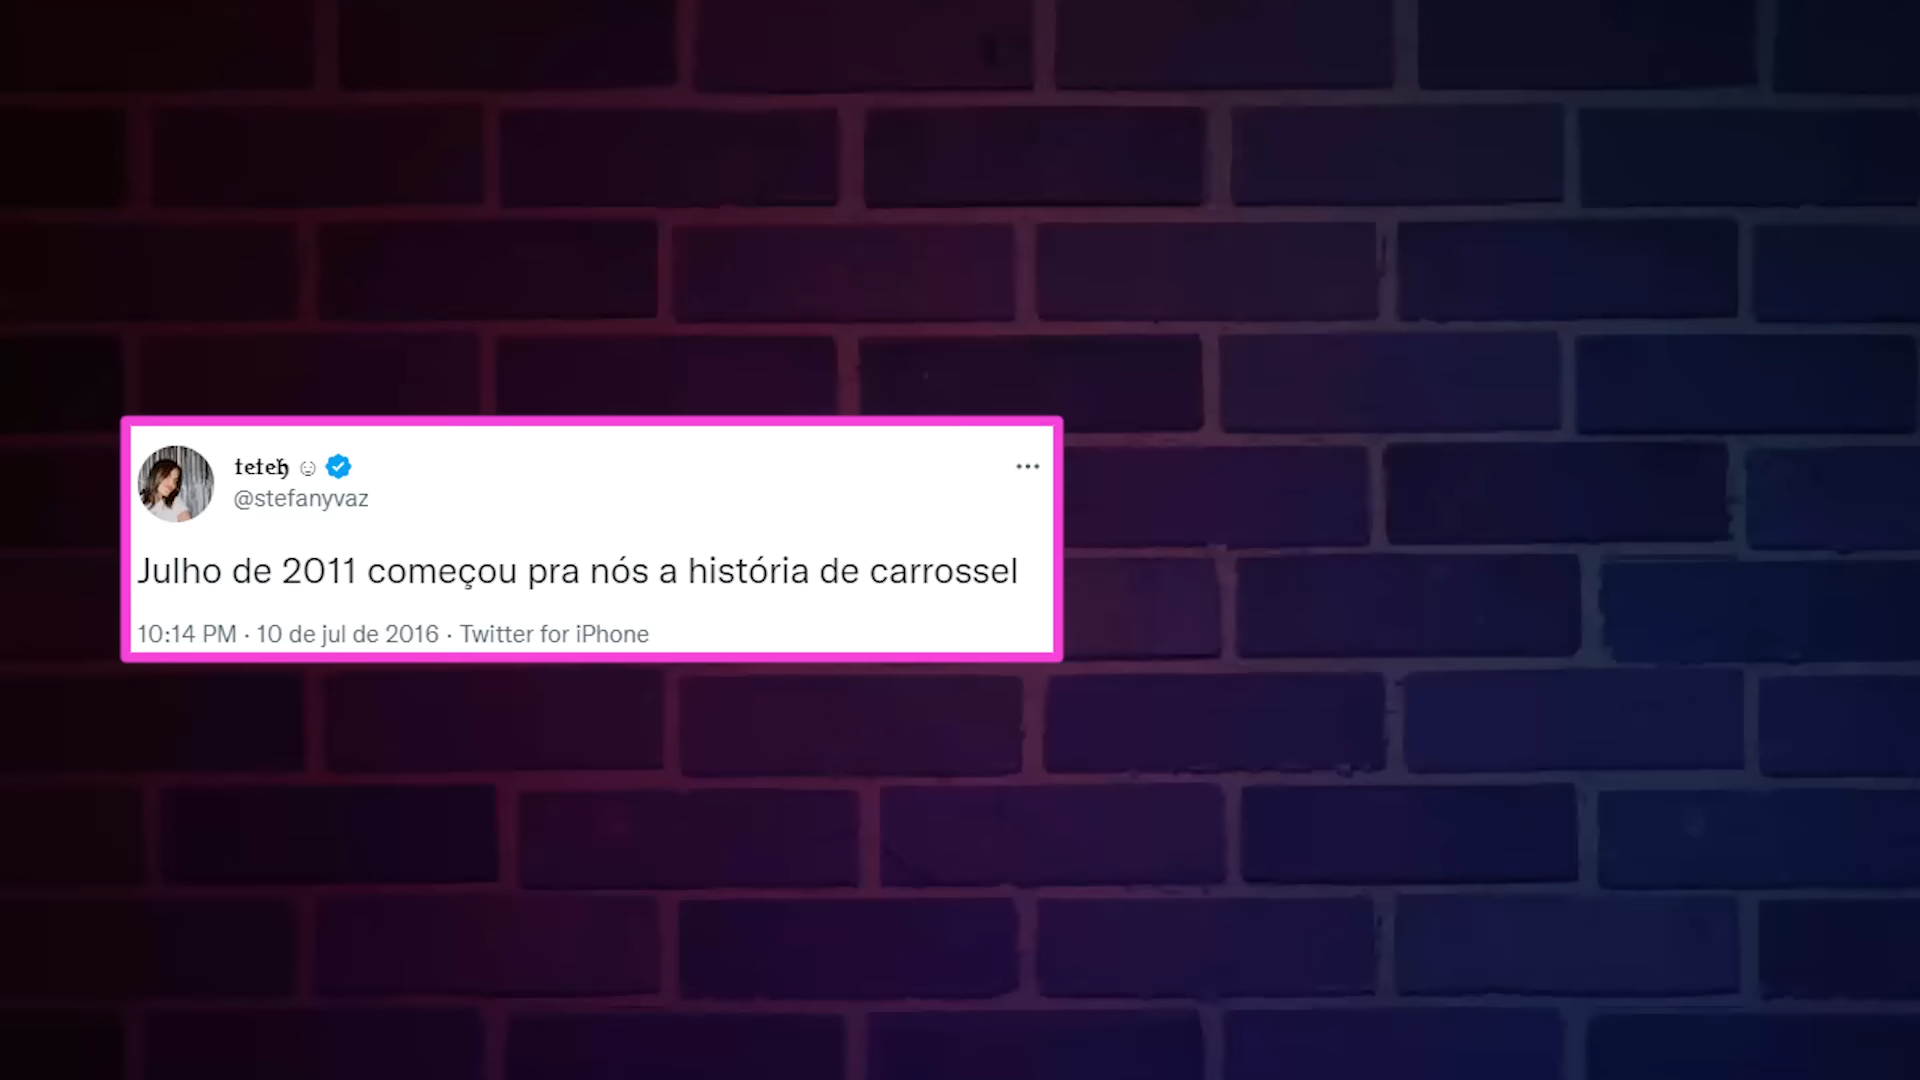 𝔱𝔢𝔱𝔢𝔥 ☺
@stefanyvaz
Julho de 2011 começou pra nós a história de carrossel
10:14 PM · 10 de jul de 2016 · Twitter for iPhone